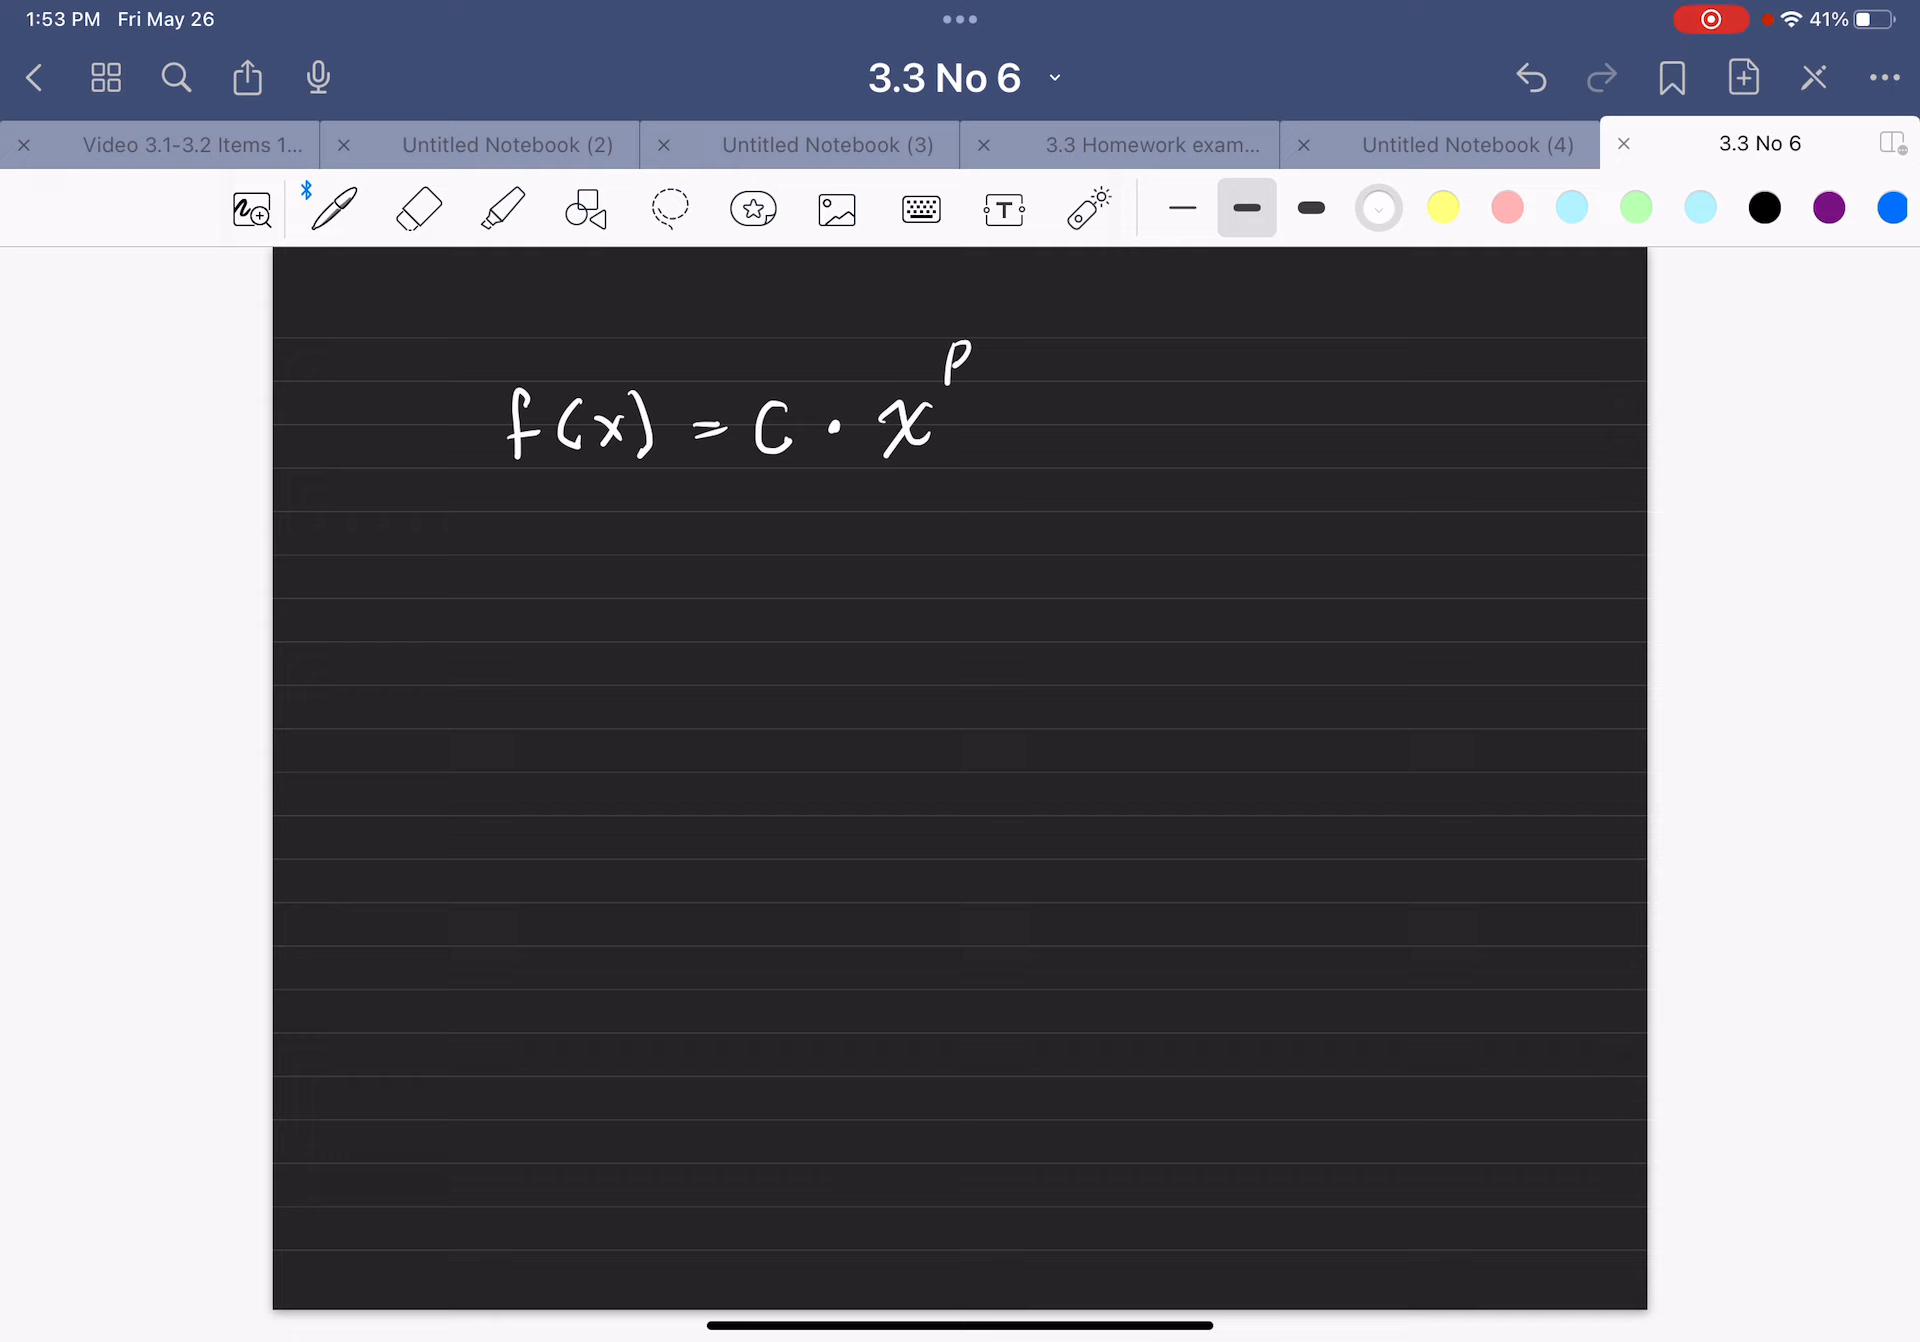 1:53 PM Fri May 26
41%
3.3 No 6
Video 3.1-3.2 Items 1...
Untitled Notebook (2)
Untitled Notebook (3)
3.3 Homework exam...
Untitled Notebook (4)
3.3 No 6
T
f(x) = C · x^p